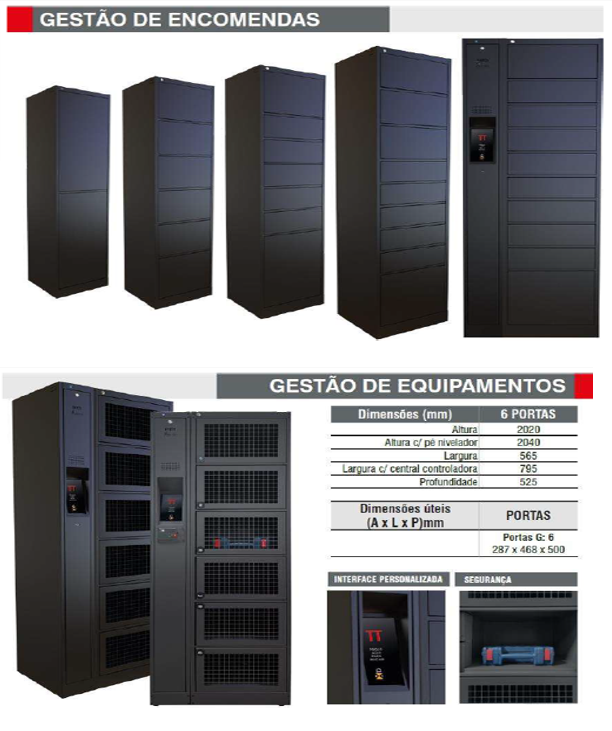 GESTÃO DE ENCOMENDAS
GESTÃO DE EQUIPAMENTOS
Dimensões (mm) 6 PORTAS
Altura 2020
Altura c/ pé nivelador 2040
Largura 565
Largura c/ central controladora 795
Profundidade 525
Dimensões úteis
(A x L x P)mm PORTAS
Portas G: 6
287 x 468 x 500
INTERFACE PERSONALIZADA
SEGURANÇA